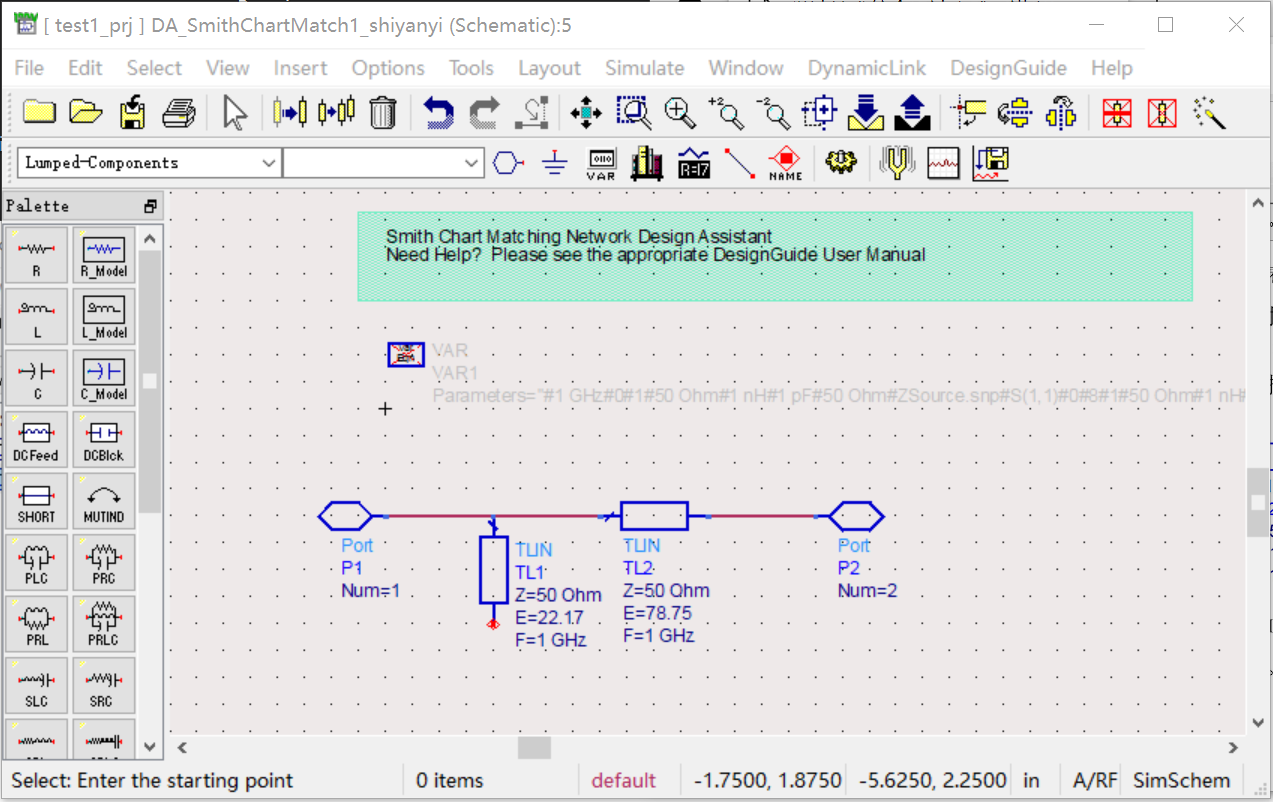 [ test1_prj ] DA_SmithChartMatch1_shiyanyi (Schematic):5
File Edit Select View Insert Options Tools Layout Simulate Window DynamicLink DesignGuide Help
+2 -2
Lumped-Components
VAR
NAME
Palette
R R_Model
L L_Model
C C_Model
DCFeed DCBlck
SHORT MUTIND
PLC PRC
PRL PRLC
SLC SRC
Smith Chart Matching Network Design Assistant
Need Help? Please see the appropriate DesignGuide User Manual
VAR
VAR1
Parameters="#1 GHz#0#1#50 Ohm#1 nH#1 pF#50 Ohm#ZSource.snp#S(1,1)#0#8#1#50 Ohm#1 nH#
Port
P1
Num=1
TLIN
TL1
Z=50 Ohm
E=22.17
F=1 GHz
TLIN
TL2
Z=50 Ohm
E=78.75
F=1 GHz
Port
P2
Num=2
Select: Enter the starting point 0 items default -1.7500, 1.8750 -5.6250, 2.2500 in A/RF SimSchem